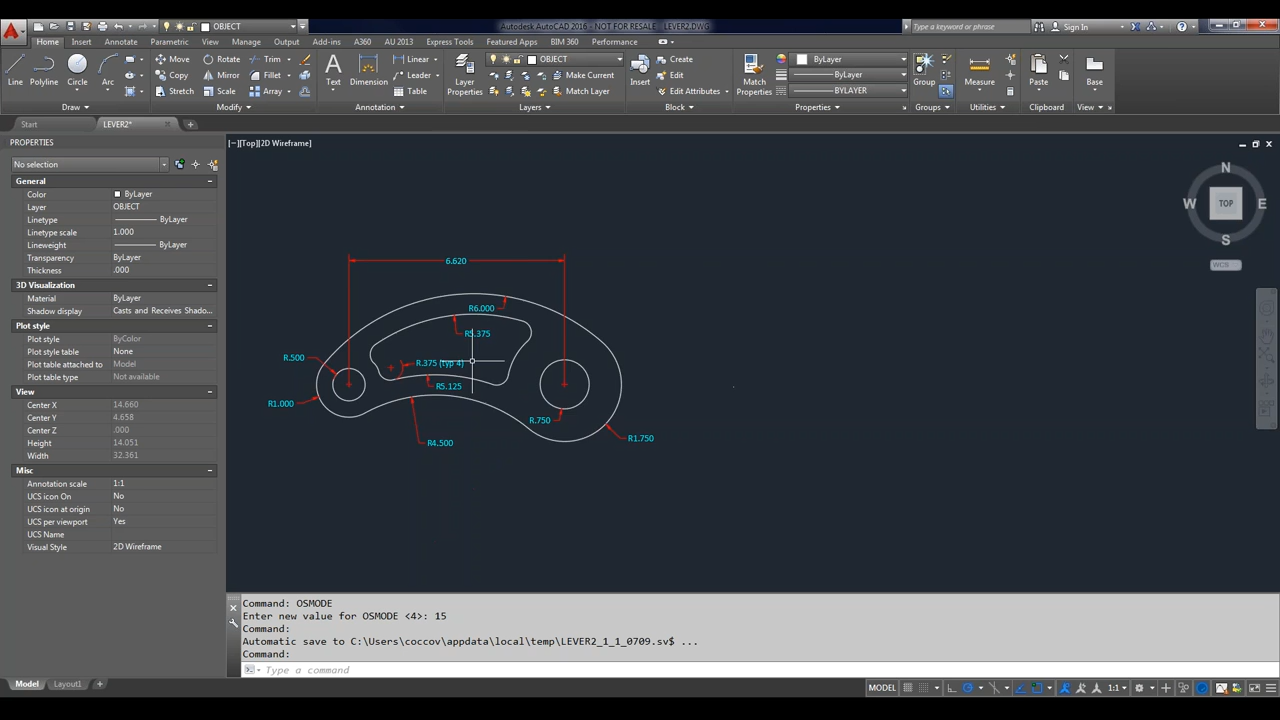 OBJECT
Autodesk AutoCAD 2016 - NOT FOR RESALE LEVER2.DWG
Type a keyword or phrase
Sign In
Home Insert Annotate Parametric View Manage Output Add-ins A360 AU 2013 Express Tools Featured Apps BIM 360 Performance
Line Polyline Circle Arc
Move Rotate Trim
Copy Mirror Fillet
Stretch Scale Array
Text Dimension
Linear
Leader
Table
Layer Properties
OBJECT
Make Current
Match Layer
Insert
Create
Edit
Edit Attributes
Match Properties
ByLayer
ByLayer
BYLAYER
Group
Measure
Paste
Base
Draw Modify Annotation Layers Block Properties Groups Utilities Clipboard View
Start LEVER2*
PROPERTIES
[−][Top][2D Wireframe]
No selection
General
Color ByLayer
Layer OBJECT
Linetype ByLayer
Linetype scale 1.000
Lineweight ByLayer
Transparency ByLayer
Thickness .000
3D Visualization
Material ByLayer
Shadow display Casts and Receives Shadow...
Plot style
Plot style ByColor
Plot style table None
Plot table attached to Model
Plot table type Not available
View
Center X 14.660
Center Y 4.658
Center Z .000
Height 14.051
Width 32.361
Misc
Annotation scale 1:1
UCS icon On No
UCS icon at origin No
UCS per viewport Yes
UCS Name
Visual Style 2D Wireframe
N
W TOP E
S
WCS
6.620
R6.000
R5.375
R.500
R.375 (typ 4)
R5.125
R1.000
R.750
R1.750
R4.500
Command: OSMODE
Enter new value for OSMODE <4>: 15
Command:
Automatic save to C:\Users\coccov\appdata\local\temp\LEVER2_1_1_0709.sv$ ...
Command:
Type a command
Model Layout1 +
MODEL
1:1